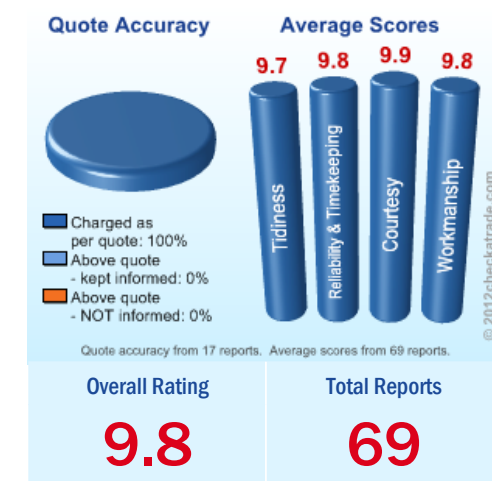 Quote Accuracy
Average Scores
9.7
9.8
9.9
9.8
Tidiness
Reliability & Timekeeping
Courtesy
Workmanship
Charged as
per quote: 100%
Above quote
- kept informed: 0%
Above quote
- NOT informed: 0%
© 2012checkatrade.com
Quote accuracy from 17 reports. Average scores from 69 reports.
Overall Rating
Total Reports
9.8
69